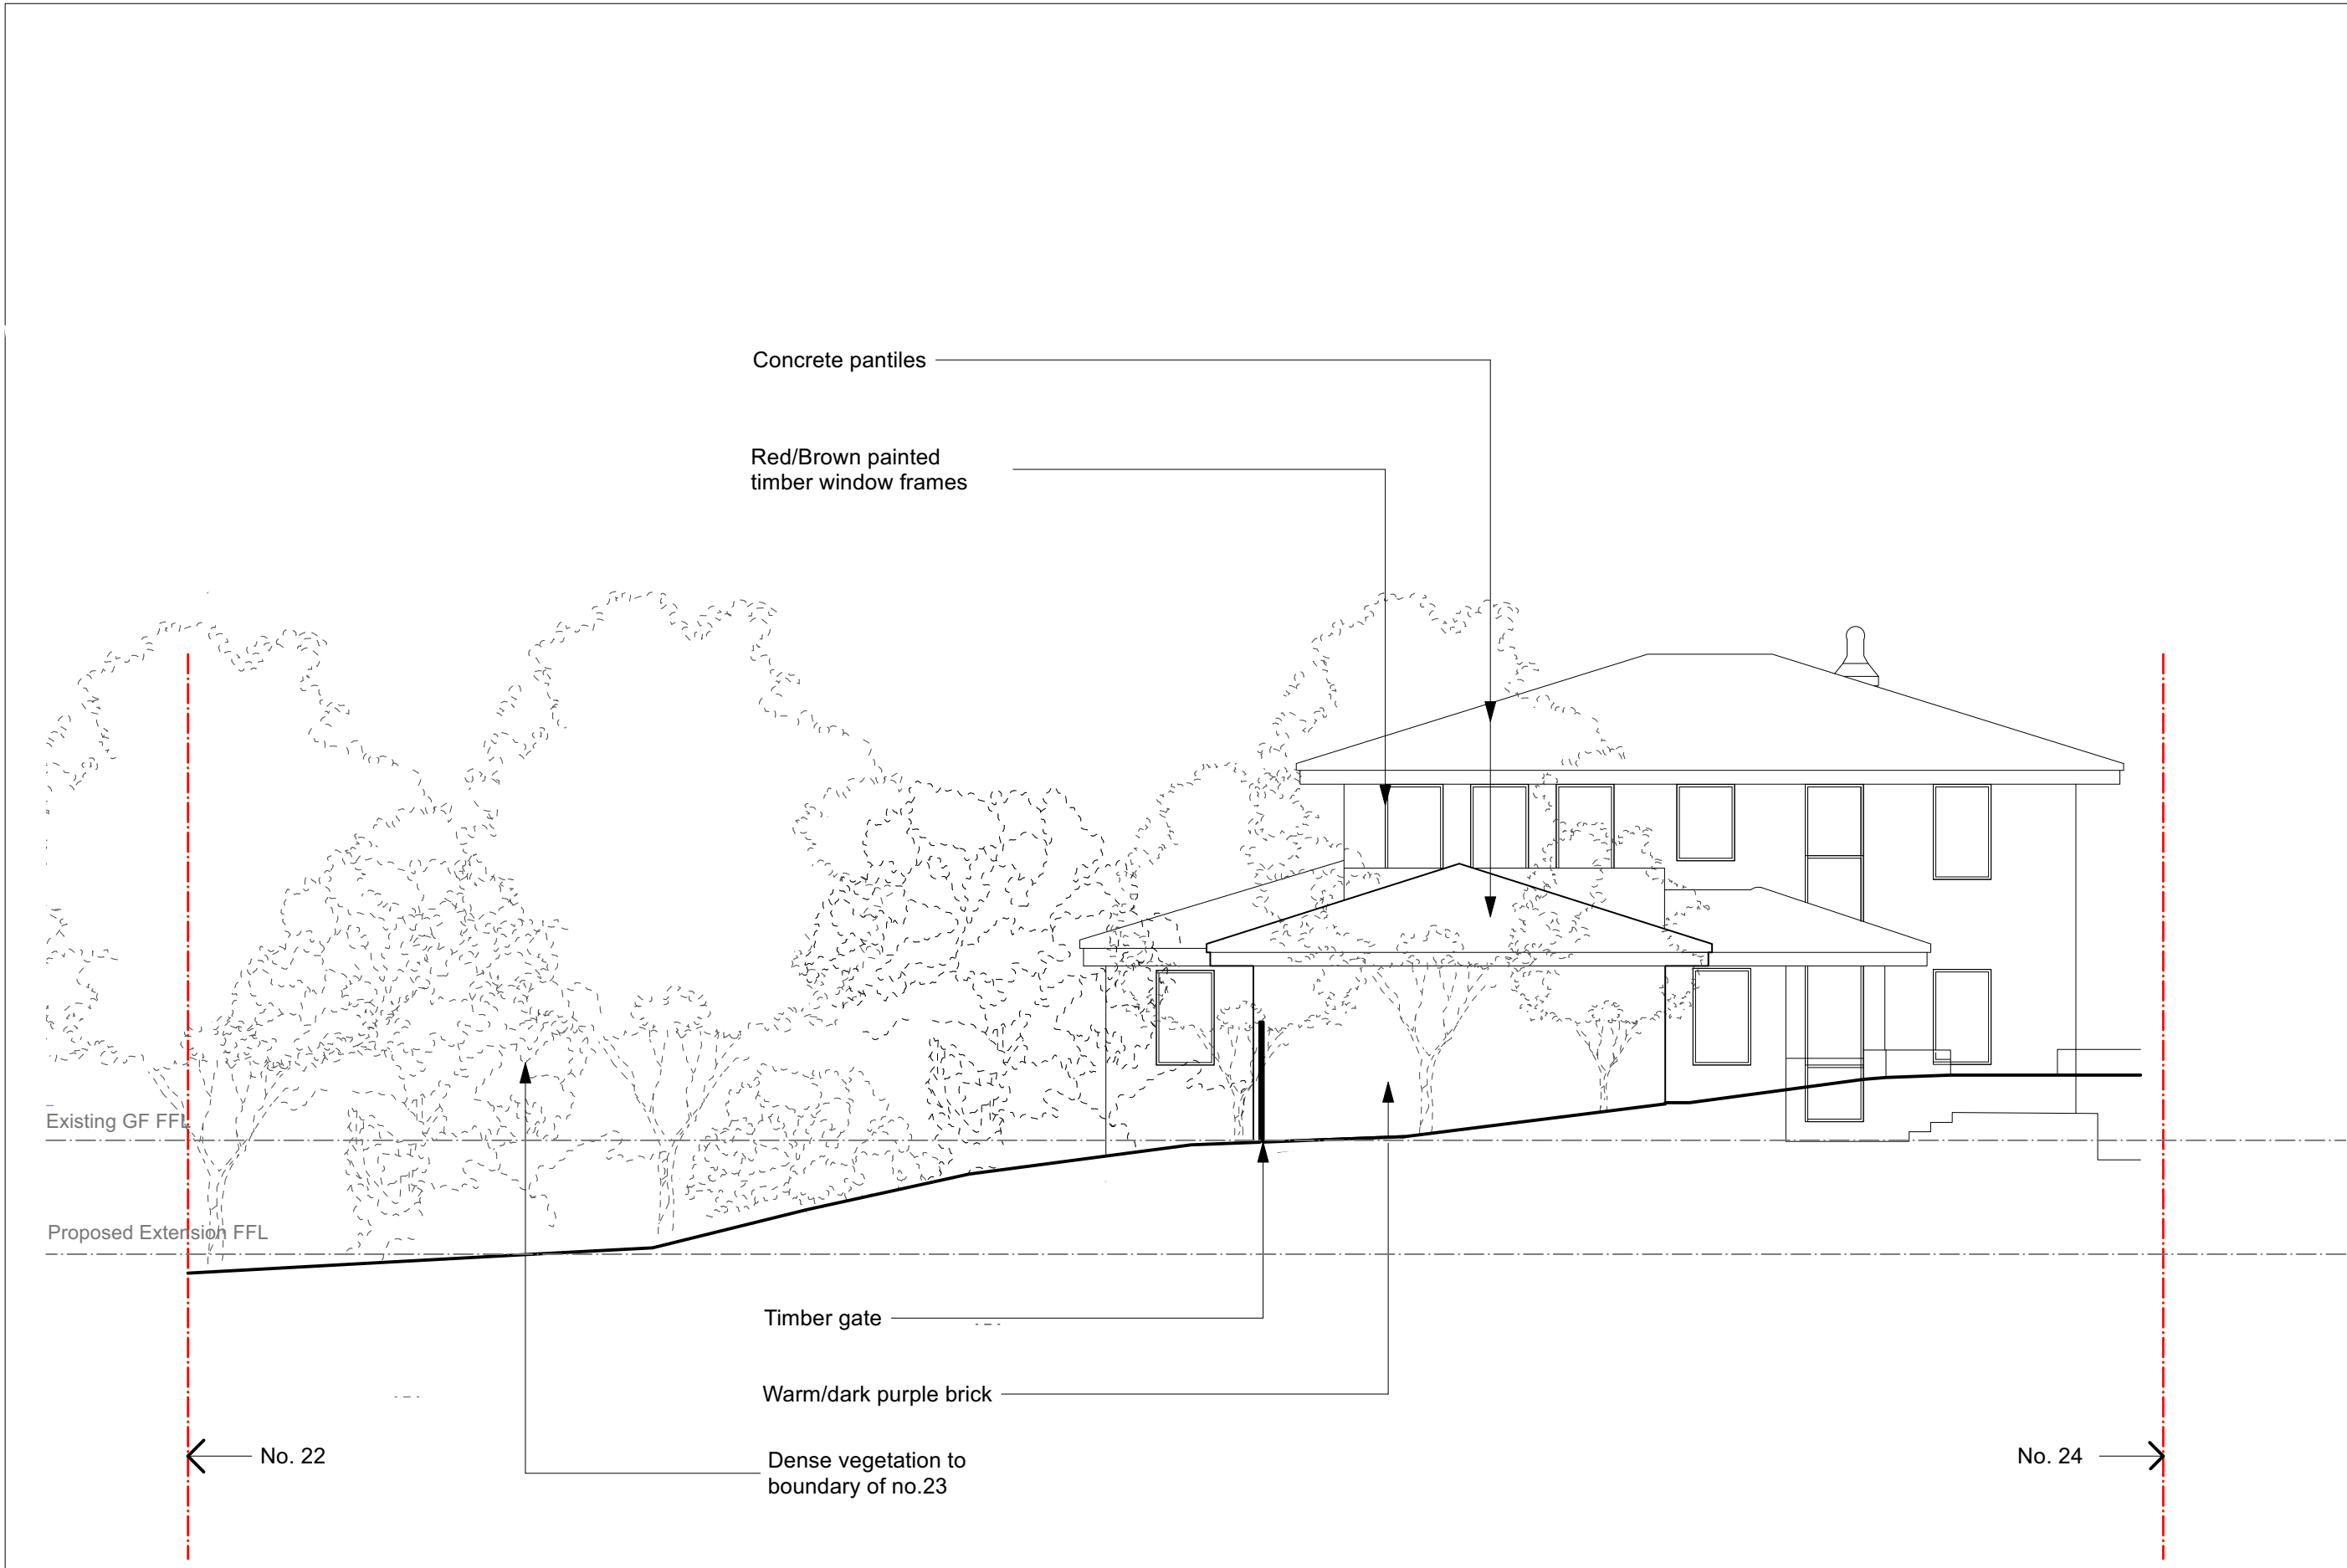 Concrete pantiles
Red/Brown painted
timber window frames
Existing GF FFL
Proposed Extension FFL
Timber gate
Warm/dark purple brick
No. 22
No. 24
Dense vegetation to
boundary of no.23